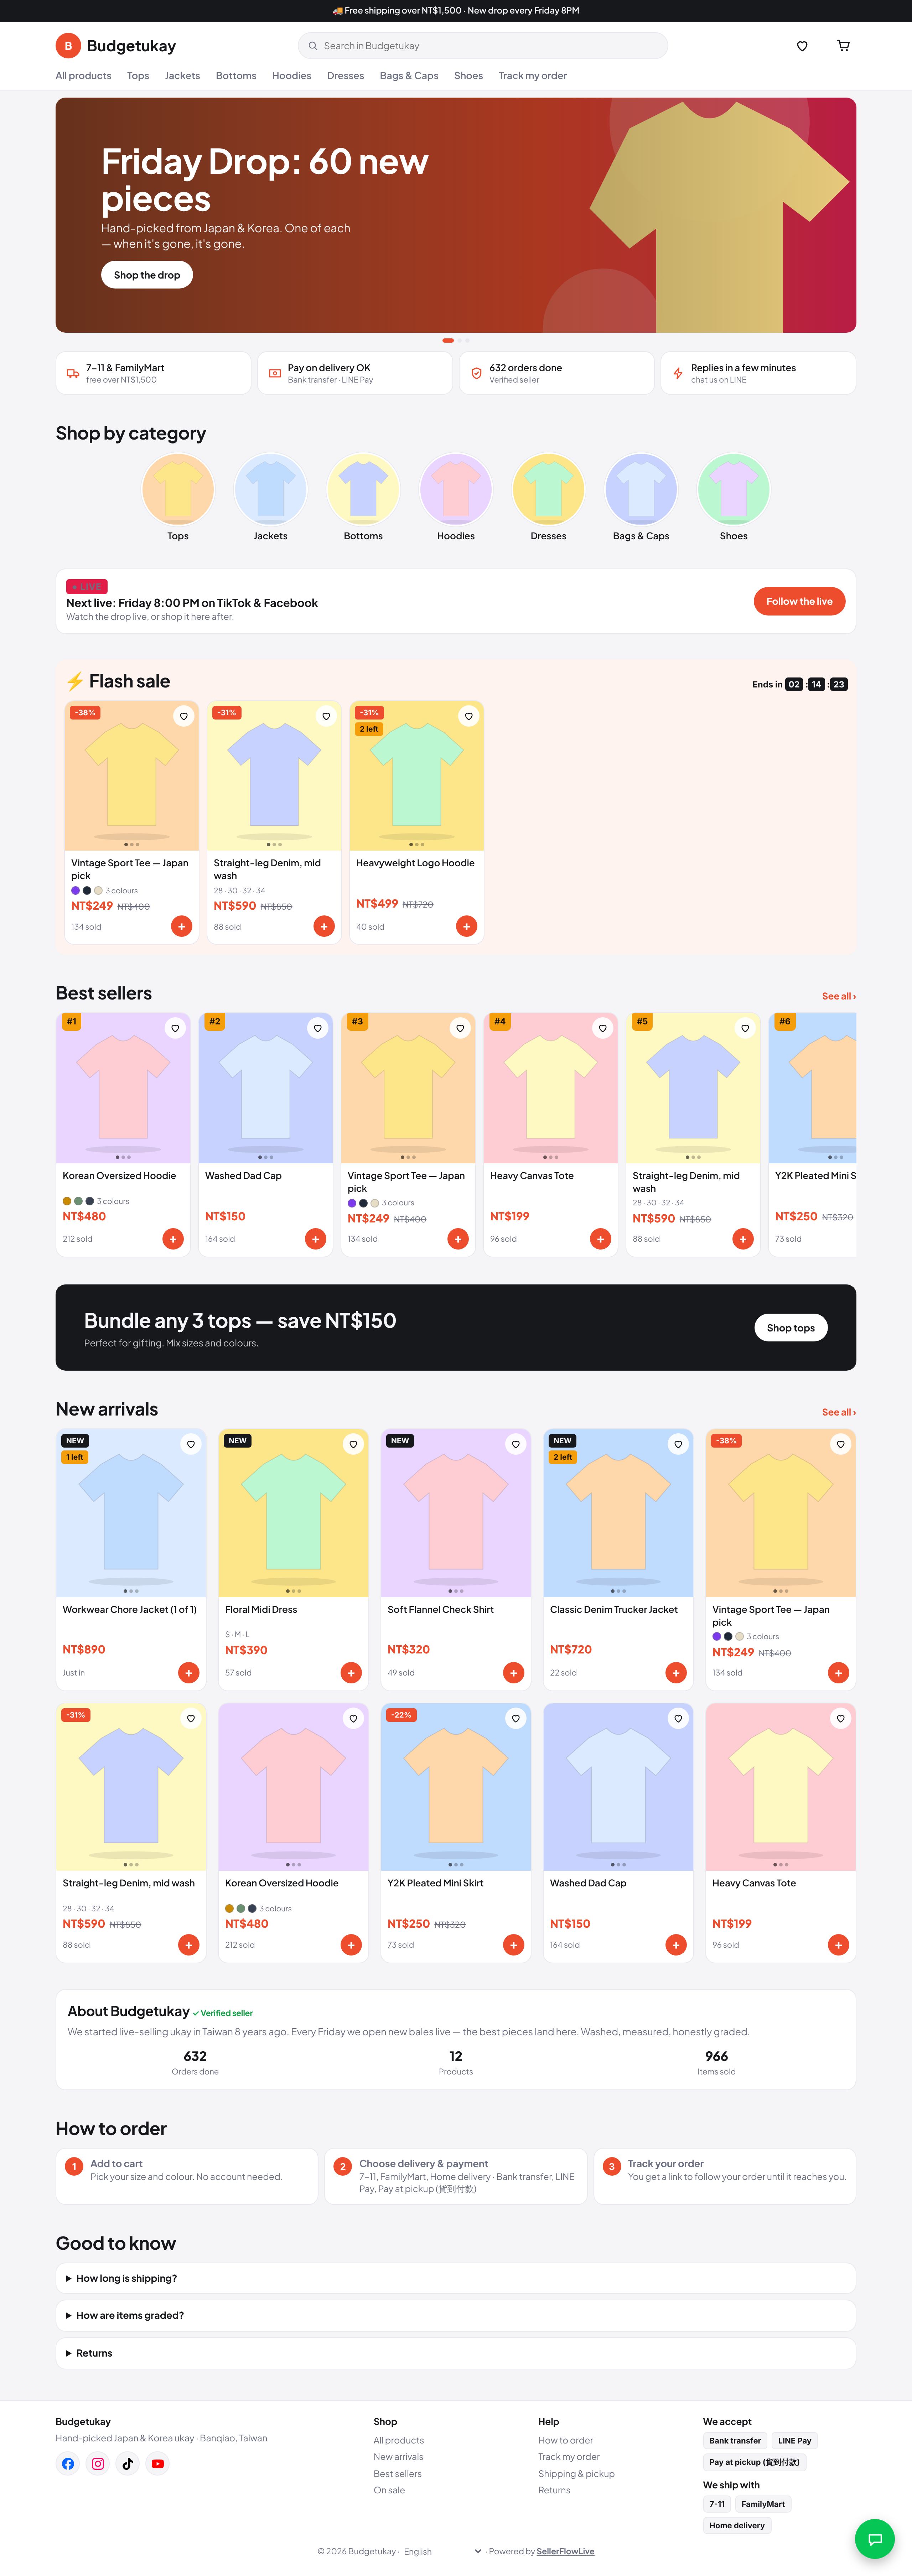 🚚 Free shipping over NT$1,500 · New drop every Friday 8PM
B Budgetukay
Search in Budgetukay
All products Tops Jackets Bottoms Hoodies Dresses Bags & Caps Shoes Track my order
Friday Drop: 60 new
pieces
Hand-picked from Japan & Korea. One of each
— when it's gone, it's gone.
Shop the drop
7-11 & FamilyMart
free over NT$1,500
Pay on delivery OK
Bank transfer · LINE Pay
632 orders done
Verified seller
Replies in a few minutes
chat us on LINE
Shop by category
Tops Jackets Bottoms Hoodies Dresses Bags & Caps Shoes
● LIVE
Next live: Friday 8:00 PM on TikTok & Facebook
Watch the drop live, or shop it here after.
Follow the live
⚡ Flash sale
Ends in 02 : 14 : 23
-38%
Vintage Sport Tee — Japan
pick
3 colours
NT$249 NT$400
134 sold
+
-31%
Straight-leg Denim, mid
wash
28 · 30 · 32 · 34
NT$590 NT$850
88 sold
+
-31%
2 left
Heavyweight Logo Hoodie
NT$499 NT$720
40 sold
+
Best sellers
See all ›
#1
Korean Oversized Hoodie
3 colours
NT$480
212 sold
+
#2
Washed Dad Cap
NT$150
164 sold
+
#3
Vintage Sport Tee — Japan
pick
3 colours
NT$249 NT$400
134 sold
+
#4
Heavy Canvas Tote
NT$199
96 sold
+
#5
Straight-leg Denim, mid
wash
28 · 30 · 32 · 34
NT$590 NT$850
88 sold
+
#6
Y2K Pleated Mini S
NT$250 NT$320
73 sold
Bundle any 3 tops — save NT$150
Perfect for gifting. Mix sizes and colours.
Shop tops
New arrivals
See all ›
NEW
1 left
Workwear Chore Jacket (1 of 1)
NT$890
Just in
+
NEW
Floral Midi Dress
S · M · L
NT$390
57 sold
+
NEW
Soft Flannel Check Shirt
NT$320
49 sold
+
NEW
2 left
Classic Denim Trucker Jacket
NT$720
22 sold
+
-38%
Vintage Sport Tee — Japan
pick
3 colours
NT$249 NT$400
134 sold
+
-31%
Straight-leg Denim, mid wash
28 · 30 · 32 · 34
NT$590 NT$850
88 sold
+
Korean Oversized Hoodie
3 colours
NT$480
212 sold
+
-22%
Y2K Pleated Mini Skirt
NT$250 NT$320
73 sold
+
Washed Dad Cap
NT$150
164 sold
+
Heavy Canvas Tote
NT$199
96 sold
+
About Budgetukay ✓ Verified seller
We started live-selling ukay in Taiwan 8 years ago. Every Friday we open new bales live — the best pieces land here. Washed, measured, honestly graded.
632
Orders done
12
Products
966
Items sold
How to order
1 Add to cart
Pick your size and colour. No account needed.
2 Choose delivery & payment
7-11, FamilyMart, Home delivery · Bank transfer, LINE
Pay, Pay at pickup (貨到付款)
3 Track your order
You get a link to follow your order until it reaches you.
Good to know
▶ How long is shipping?
▶ How are items graded?
▶ Returns
Budgetukay
Hand-picked Japan & Korea ukay · Banqiao, Taiwan
Shop
All products
New arrivals
Best sellers
On sale
Help
How to order
Track my order
Shipping & pickup
Returns
We accept
Bank transfer LINE Pay
Pay at pickup (貨到付款)
We ship with
7-11 FamilyMart
Home delivery
© 2026 Budgetukay · English · Powered by SellerFlowLive